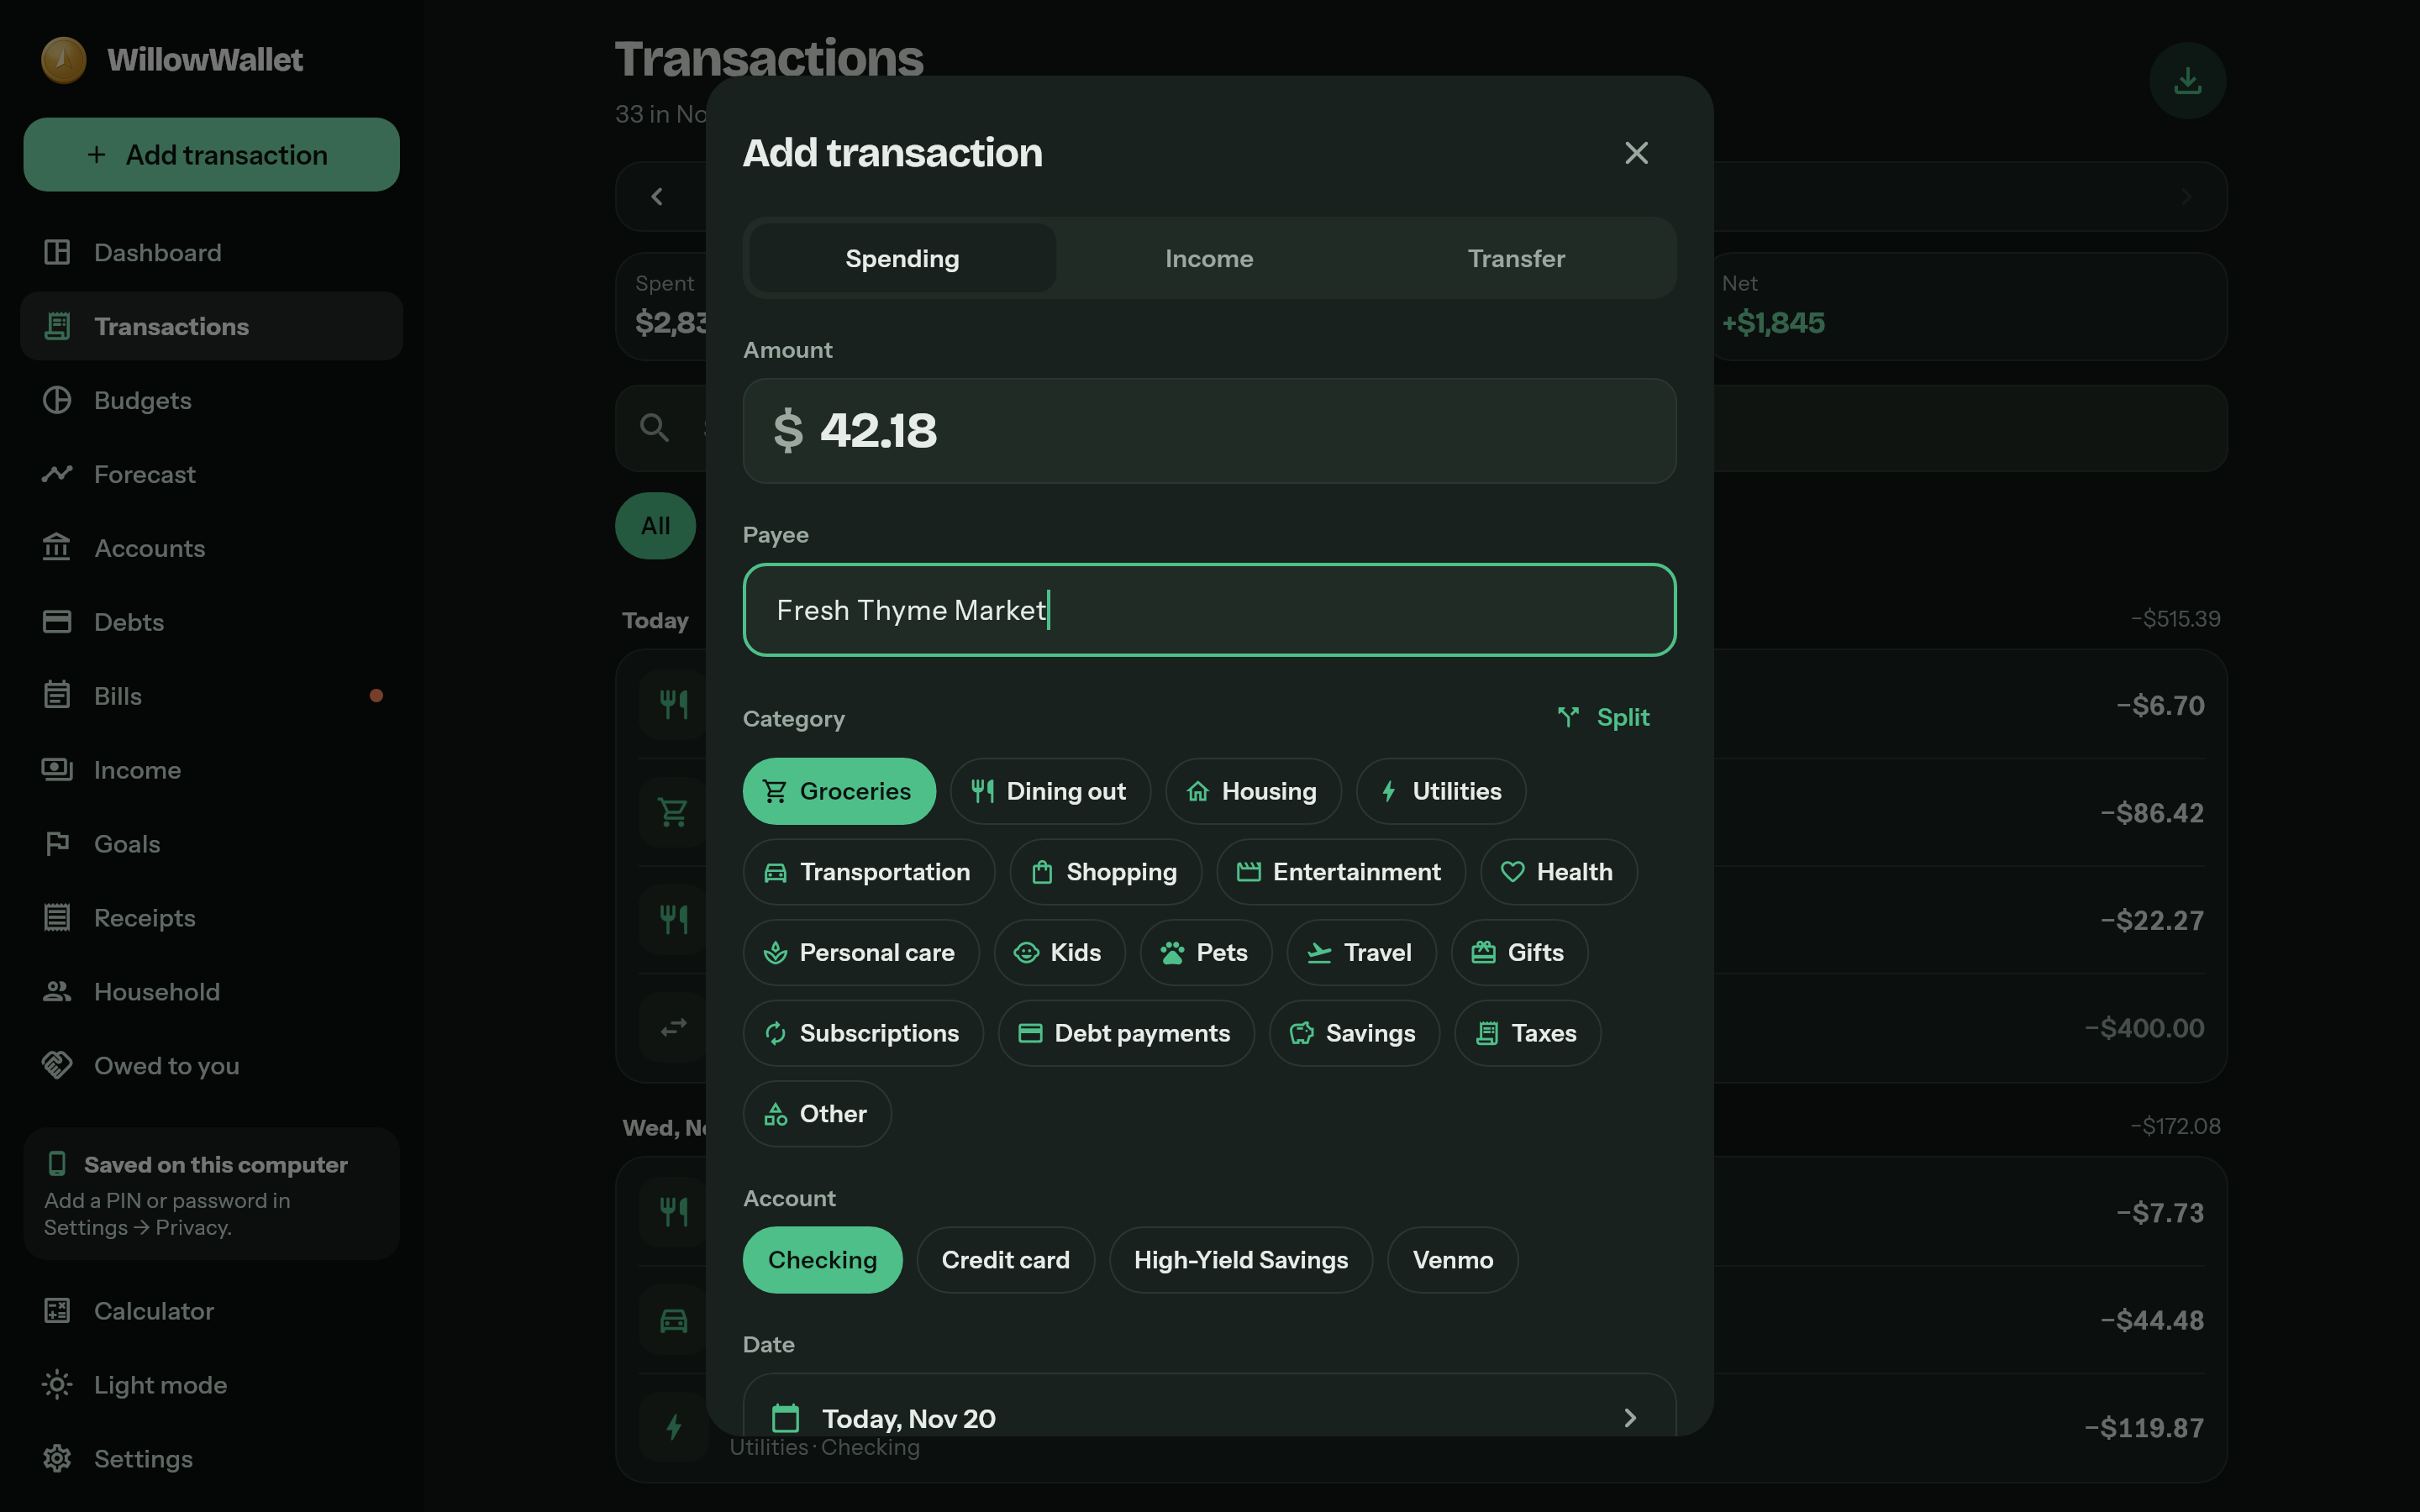 WillowWallet
Add transaction
Dashboard
Transactions
Budgets
Forecast
Accounts
Debts
Bills
Income
Goals
Receipts
Household
Owed to you
Saved on this computer
Add a PIN or password in
Settings → Privacy.
Calculator
Light mode
Settings
Transactions
33 in
Spent
Net
+$1,845
All
Today
−$515.39
−$6.70
−$86.42
−$22.27
−$400.00
Wed,
−$172.08
−$7.73
−$44.48
−$119.87
Utilities · Checking
Add transaction
Spending Income Transfer
Amount
$ 42.18
Payee
Fresh Thyme Market
Category Split
Groceries Dining out Housing Utilities
Transportation Shopping Entertainment Health
Personal care Kids Pets Travel Gifts
Subscriptions Debt payments Savings Taxes
Other
Account
Checking Credit card High-Yield Savings Venmo
Date
Today, Nov 20